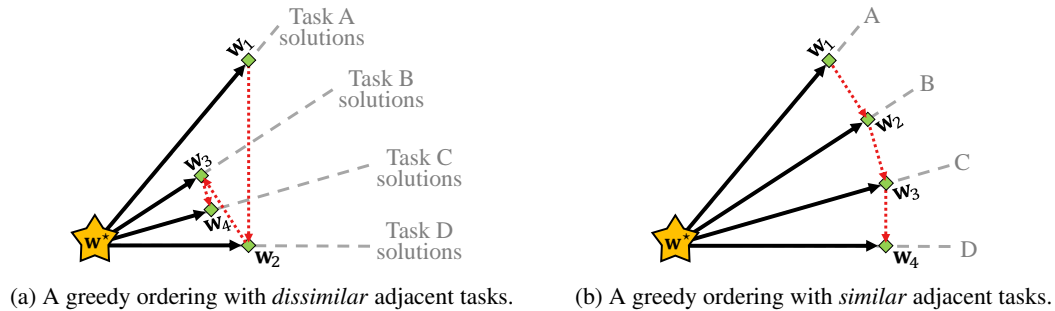 Task A
solutions
w₁
Task B
solutions
w₃
Task C
solutions
w₄
w⋆
Task D
solutions
w₂
(a) A greedy ordering with dissimilar adjacent tasks.
A
w₁
B
w₂
C
w₃
w⋆
D
w₄
(b) A greedy ordering with similar adjacent tasks.